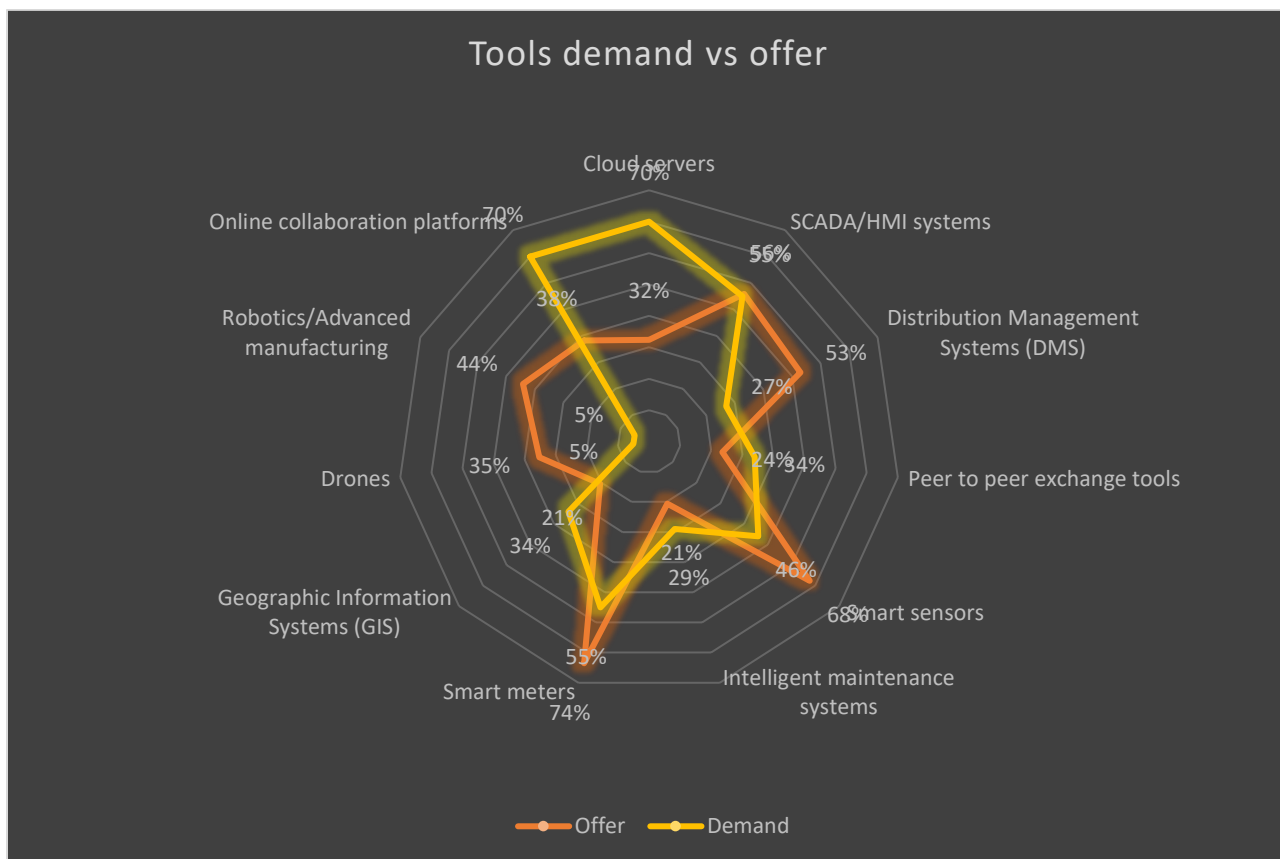 Tools demand vs offer
Cloud servers
70%
Online collaboration platforms
70%
SCADA/HMI systems
56%
55%
38%
32%
Robotics/Advanced
manufacturing
44%
Distribution Management
Systems (DMS)
53%
27%
5%
5%
Drones
35%
24%
34%
Peer to peer exchange tools
21%
34%
21%
29%
46%
Geographic Information
Systems (GIS)
Smart sensors
68%
55%
Smart meters
74%
Intelligent maintenance
systems
Offer
Demand